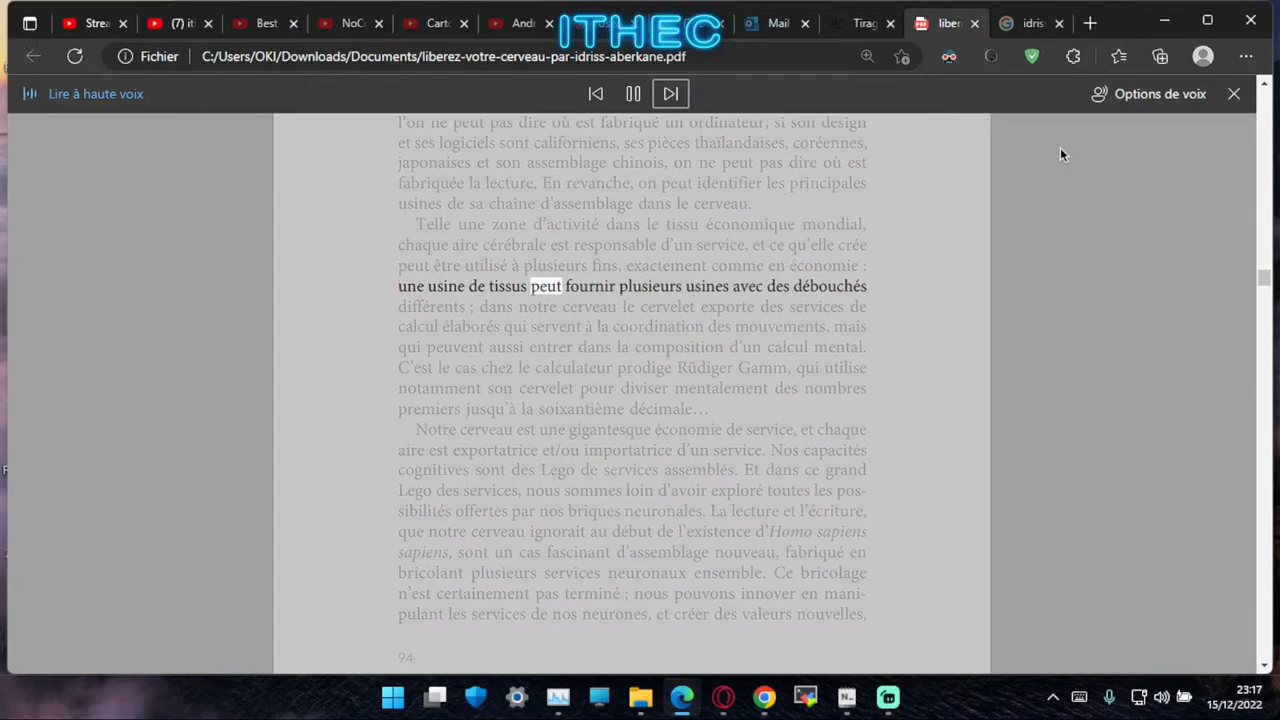 Strea
(7) it
Best
NoCo
Carto
Andr
ITHEC
Mail
Tirag
liber
idris
Fichier
C:/Users/OKI/Downloads/Documents/liberez-votre-cerveau-par-idriss-aberkane.pdf
Lire à haute voix
Options de voix
l'on ne peut pas dire où est fabriqué un ordinateur, si son design
et ses logiciels sont californiens, ses pièces thaïlandaises, coréennes,
japonaises et son assemblage chinois, on ne peut pas dire où est
fabriquée la lecture. En revanche, on peut identifier les principales
usines de sa chaîne d'assemblage dans le cerveau.
Telle une zone d'activité dans le tissu économique mondial,
chaque aire cérébrale est responsable d'un service, et ce qu'elle crée
peut être utilisé à plusieurs fins, exactement comme en économie :
une usine de tissus peut fournir plusieurs usines avec des débouchés
différents ; dans notre cerveau le cervelet exporte des services de
calcul élaborés qui servent à la coordination des mouvements, mais
qui peuvent aussi entrer dans la composition d'un calcul mental.
C'est le cas chez le calculateur prodige Rüdiger Gamm, qui utilise
notamment son cervelet pour diviser mentalement des nombres
premiers jusqu'à la soixantième décimale…
Notre cerveau est une gigantesque économie de service, et chaque
aire est exportatrice et/ou importatrice d'un service. Nos capacités
cognitives sont des Lego de services assemblés. Et dans ce grand
Lego des services, nous sommes loin d'avoir exploré toutes les pos-
sibilités offertes par nos briques neuronales. La lecture et l'écriture,
que notre cerveau ignorait au début de l'existence d'Homo sapiens
sapiens, sont un cas fascinant d'assemblage nouveau, fabriqué en
bricolant plusieurs services neuronaux ensemble. Ce bricolage
n'est certainement pas terminé ; nous pouvons innover en mani-
pulant les services de nos neurones, et créer des valeurs nouvelles,
94
23:17
15/12/2022